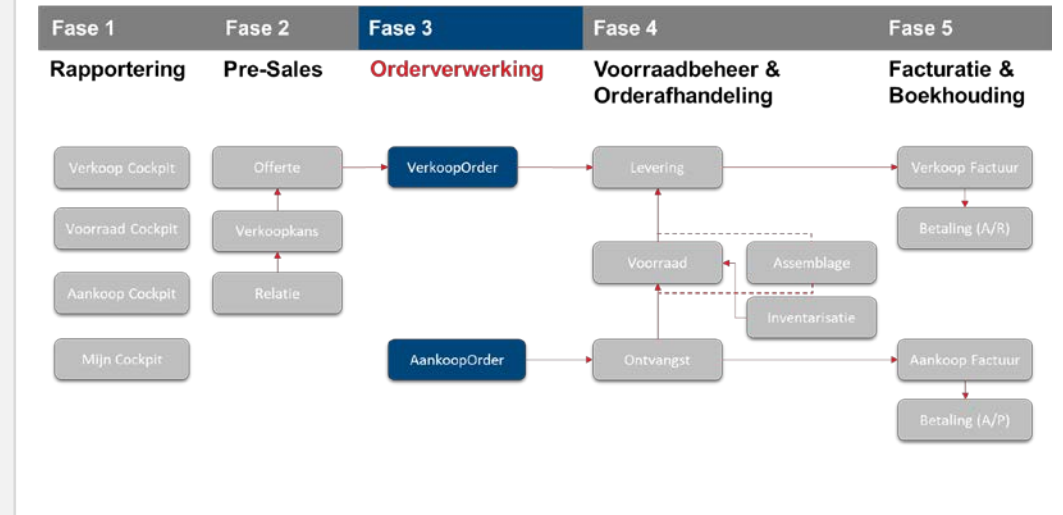 Fase 1
Fase 2
Fase 3
Fase 4
Fase 5
Rapportering
Pre-Sales
Orderverwerking
Voorraadbeheer &
Orderafhandeling
Facturatie &
Boekhouding
Verkoop Cockpit
Offerte
VerkoopOrder
Levering
Verkoop Factuur
Voorraad Cockpit
Verkoopkans
Betaling (A/R)
Voorraad
Assemblage
Aankoop Cockpit
Relatie
Inventarisatie
Mijn Cockpit
AankoopOrder
Ontvangst
Aankoop Factuur
Betaling (A/P)